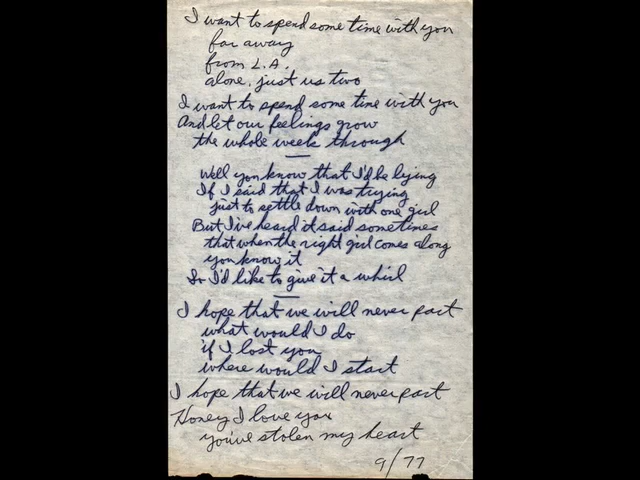 I want to spend some time with you
far away
from L.A.
alone, just us two
I want to spend some time with you
And let our feelings grow
the whole week through
Well you know that I'd be lying
If I said that I was trying
just to settle down with one girl
But I've heard it said sometimes
that when the right girl comes along
you know it
So I'd like to give it a whirl
I hope that we will never part
what would I do
if I lost you
where would I start
I hope that we will never part
Honey I love you
you've stolen my heart
9/77